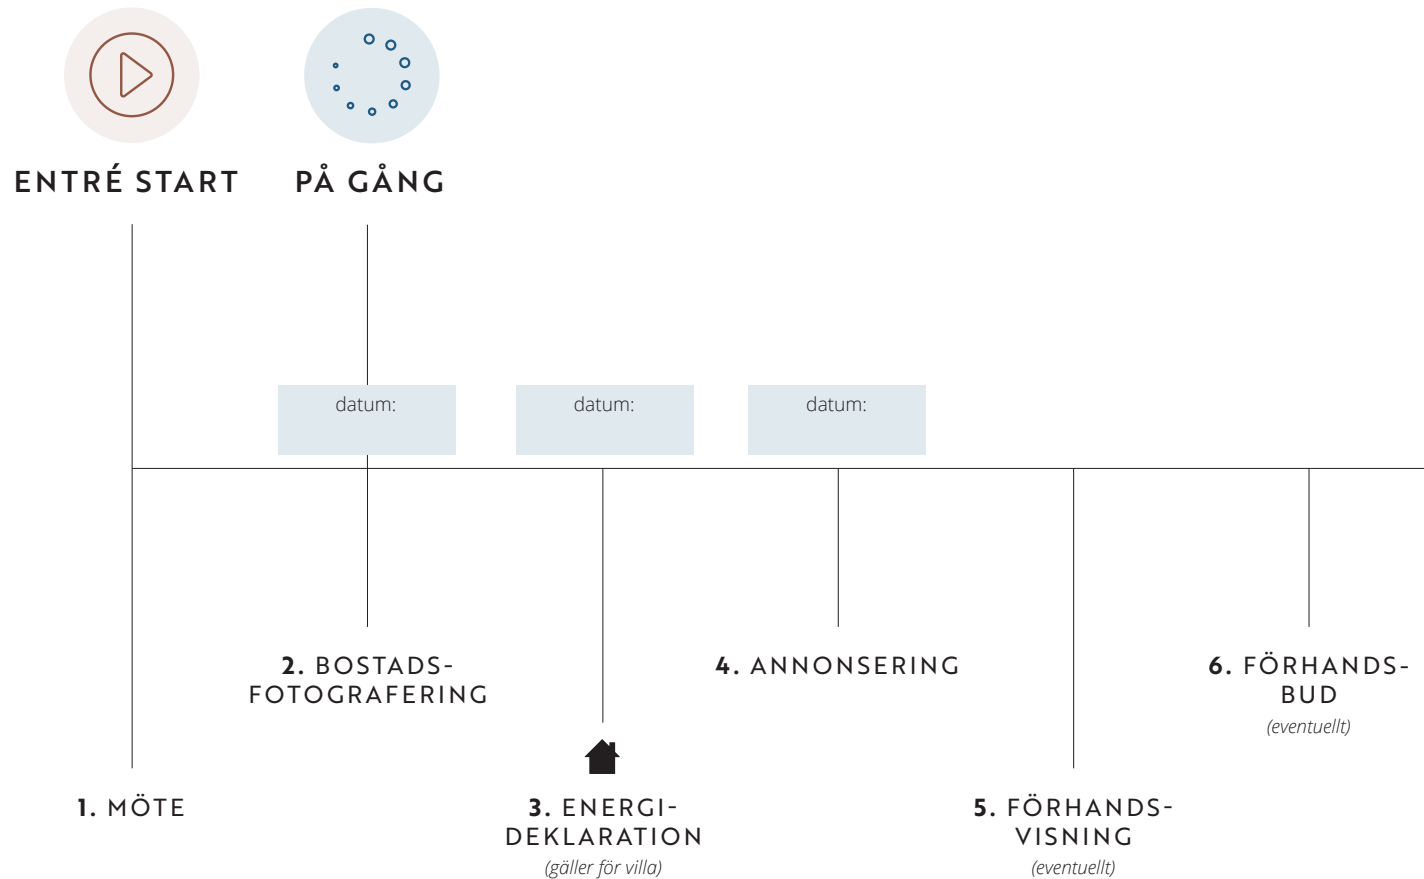 ENTRÉ START
PÅ GÅNG
datum:
datum:
datum:
2. BOSTADS-
FOTOGRAFERING
4. ANNONSERING
6. FÖRHANDS-
BUD
(eventuellt)
1. MÖTE
3. ENERGI-
DEKLARATION
(gäller för villa)
5. FÖRHANDS-
VISNING
(eventuellt)